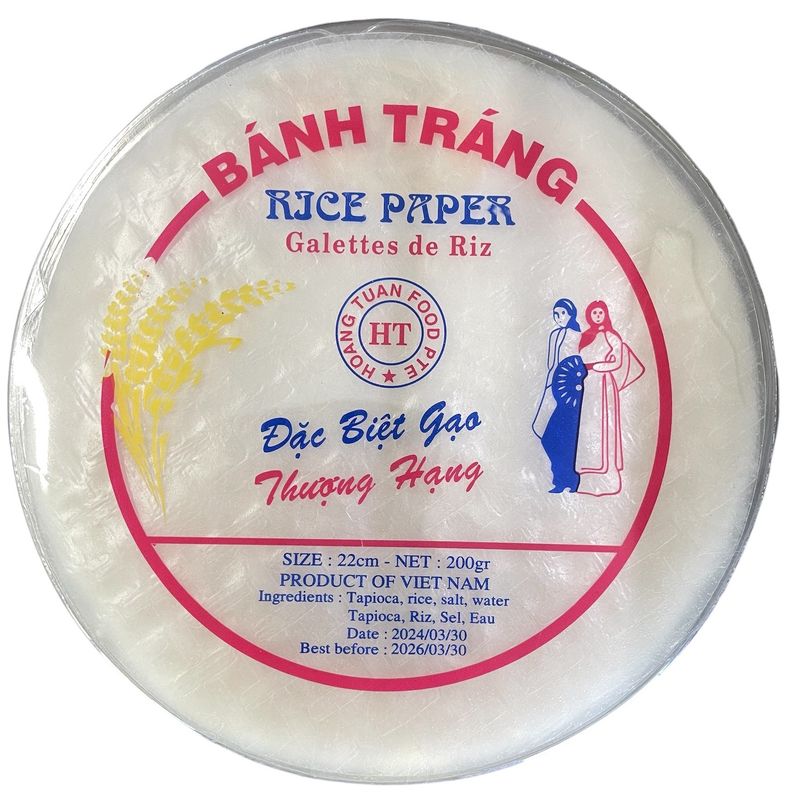 BÁNH TRÁNG
RICE PAPER
Galettes de Riz
HOANG TUAN FOOD PTE
HT
Đặc Biệt Gạo
Thượng Hạng
SIZE : 22cm - NET : 200gr
PRODUCT OF VIET NAM
Ingredients : Tapioca, rice, salt, water
Tapioca, Riz, Sel, Eau
Date : 2024/03/30
Best before : 2026/03/30